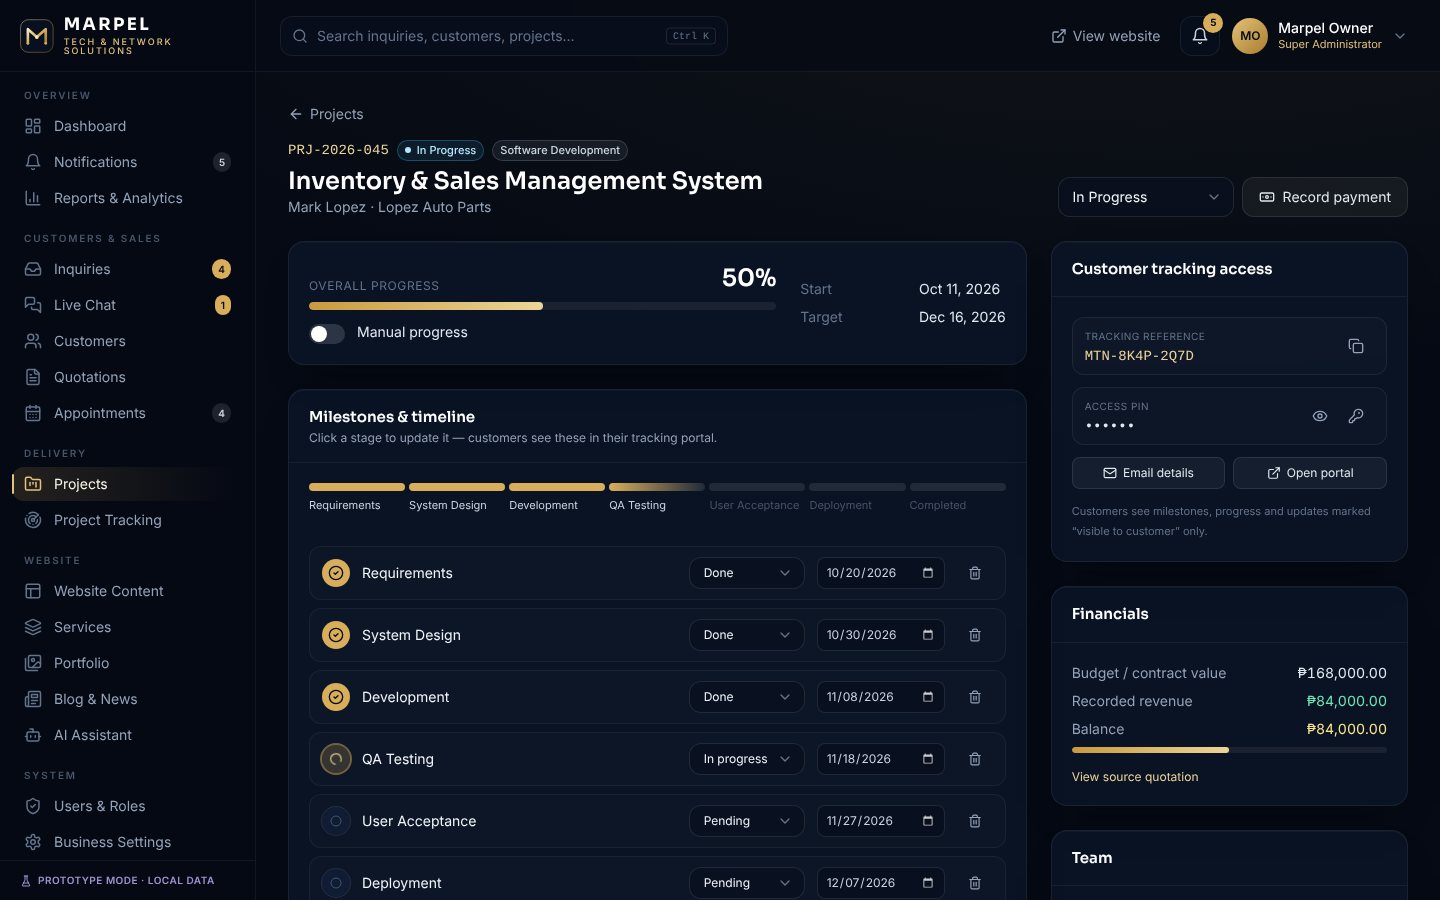 MARPEL
TECH & NETWORK
SOLUTIONS
Search inquiries, customers, projects...
Ctrl K
View website
5
MO
Marpel Owner
Super Administrator
OVERVIEW
Dashboard
Notifications
5
Reports & Analytics
CUSTOMERS & SALES
Inquiries
4
Live Chat
1
Customers
Quotations
Appointments
4
DELIVERY
Projects
Project Tracking
WEBSITE
Website Content
Services
Portfolio
Blog & News
AI Assistant
SYSTEM
Users & Roles
Business Settings
PROTOTYPE MODE · LOCAL DATA
Projects
PRJ-2026-045
In Progress
Software Development
Inventory & Sales Management System
Mark Lopez · Lopez Auto Parts
In Progress
Record payment
OVERALL PROGRESS
50%
Manual progress
Start
Oct 11, 2026
Target
Dec 16, 2026
Milestones & timeline
Click a stage to update it — customers see these in their tracking portal.
Requirements
System Design
Development
QA Testing
User Acceptance
Deployment
Completed
Requirements
Done
10/20/2026
System Design
Done
10/30/2026
Development
Done
11/08/2026
QA Testing
In progress
11/18/2026
User Acceptance
Pending
11/27/2026
Deployment
Pending
12/07/2026
Customer tracking access
TRACKING REFERENCE
MTN-8K4P-2Q7D
ACCESS PIN
••••••
Email details
Open portal
Customers see milestones, progress and updates marked
“visible to customer” only.
Financials
Budget / contract value
₱168,000.00
Recorded revenue
₱84,000.00
Balance
₱84,000.00
View source quotation
Team